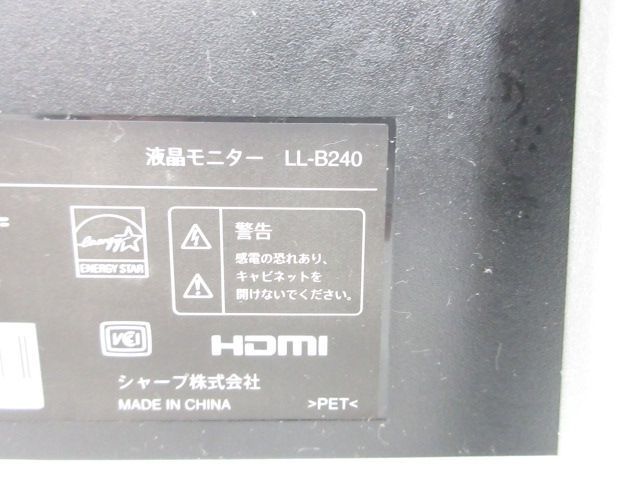 液晶モニター LL-B240
energy
ENERGY STAR
警告
感電の恐れあり、
キャビネットを
開けないでください。
HDMI
シャープ株式会社
MADE IN CHINA >PET<